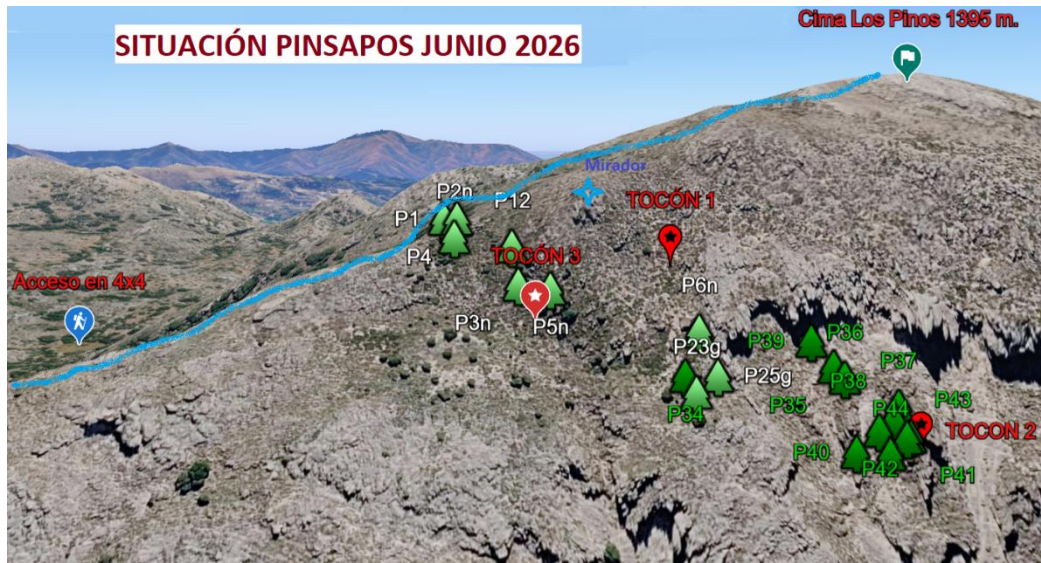 Cima Los Pinos 1395 m.
SITUACIÓN PINSAPOS JUNIO 2026
Mirador
P2n
P12
TOCÓN 1
P1
P4
TOCÓN 3
Acceso en 4x4
P6n
P3n
P5n
P39
P36
P23g
P37
P25g
P38
P34
P35
P44
P43
TOCON 2
P40
P42
P41